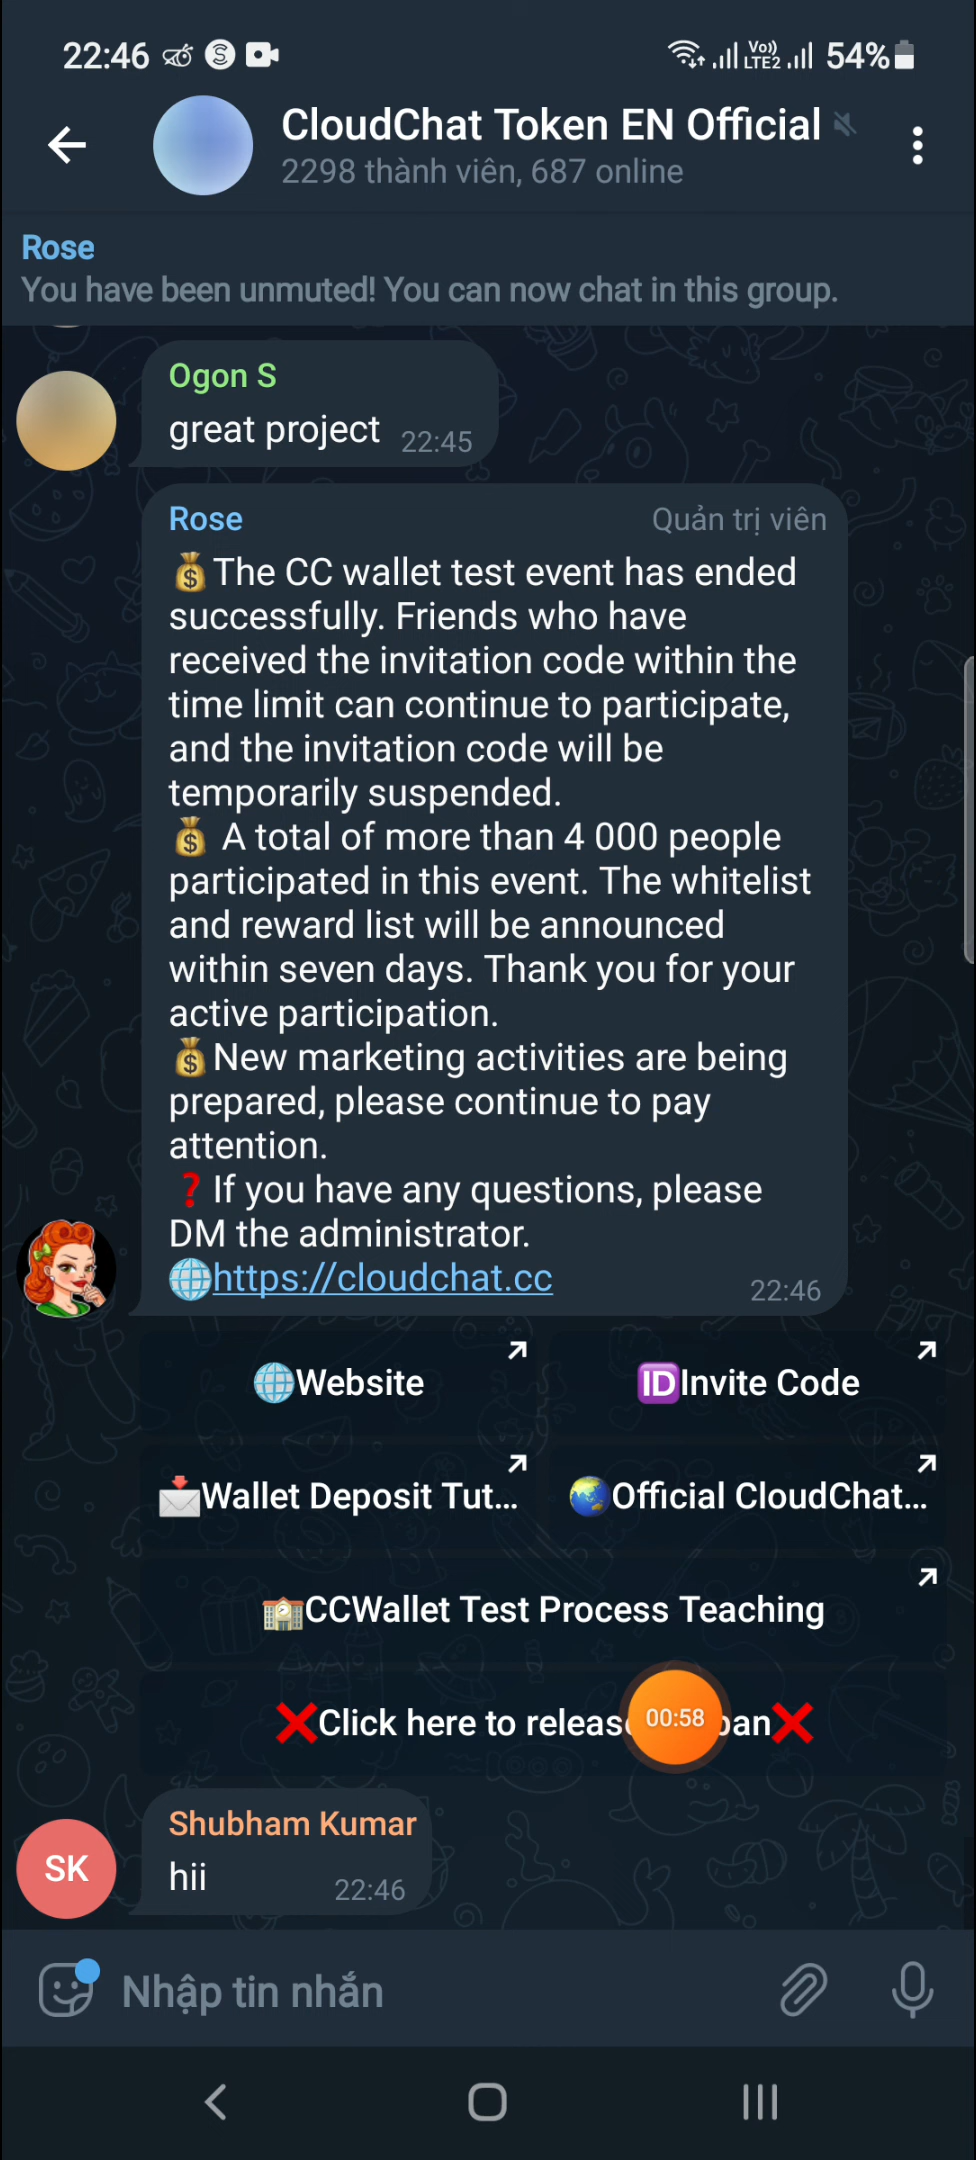 22:46 Vo)) LTE2 54%
CloudChat Token EN Official
2298 thành viên, 687 online
Rose
You have been unmuted! You can now chat in this group.
Ogon S
great project 22:45
Rose Quản trị viên
💰The CC wallet test event has ended
successfully. Friends who have
received the invitation code within the
time limit can continue to participate,
and the invitation code will be
temporarily suspended.
💰 A total of more than 4 000 people
participated in this event. The whitelist
and reward list will be announced
within seven days. Thank you for your
active participation.
💰New marketing activities are being
prepared, please continue to pay
attention.
❓If you have any questions, please
DM the administrator.
🌐https://cloudchat.cc 22:46
🌐Website 🆔Invite Code
📩Wallet Deposit Tut... 🌏Official CloudChat...
🏫CCWallet Test Process Teaching
❌Click here to release 00:58 ban❌
Shubham Kumar
SK
hii 22:46
Nhập tin nhắn